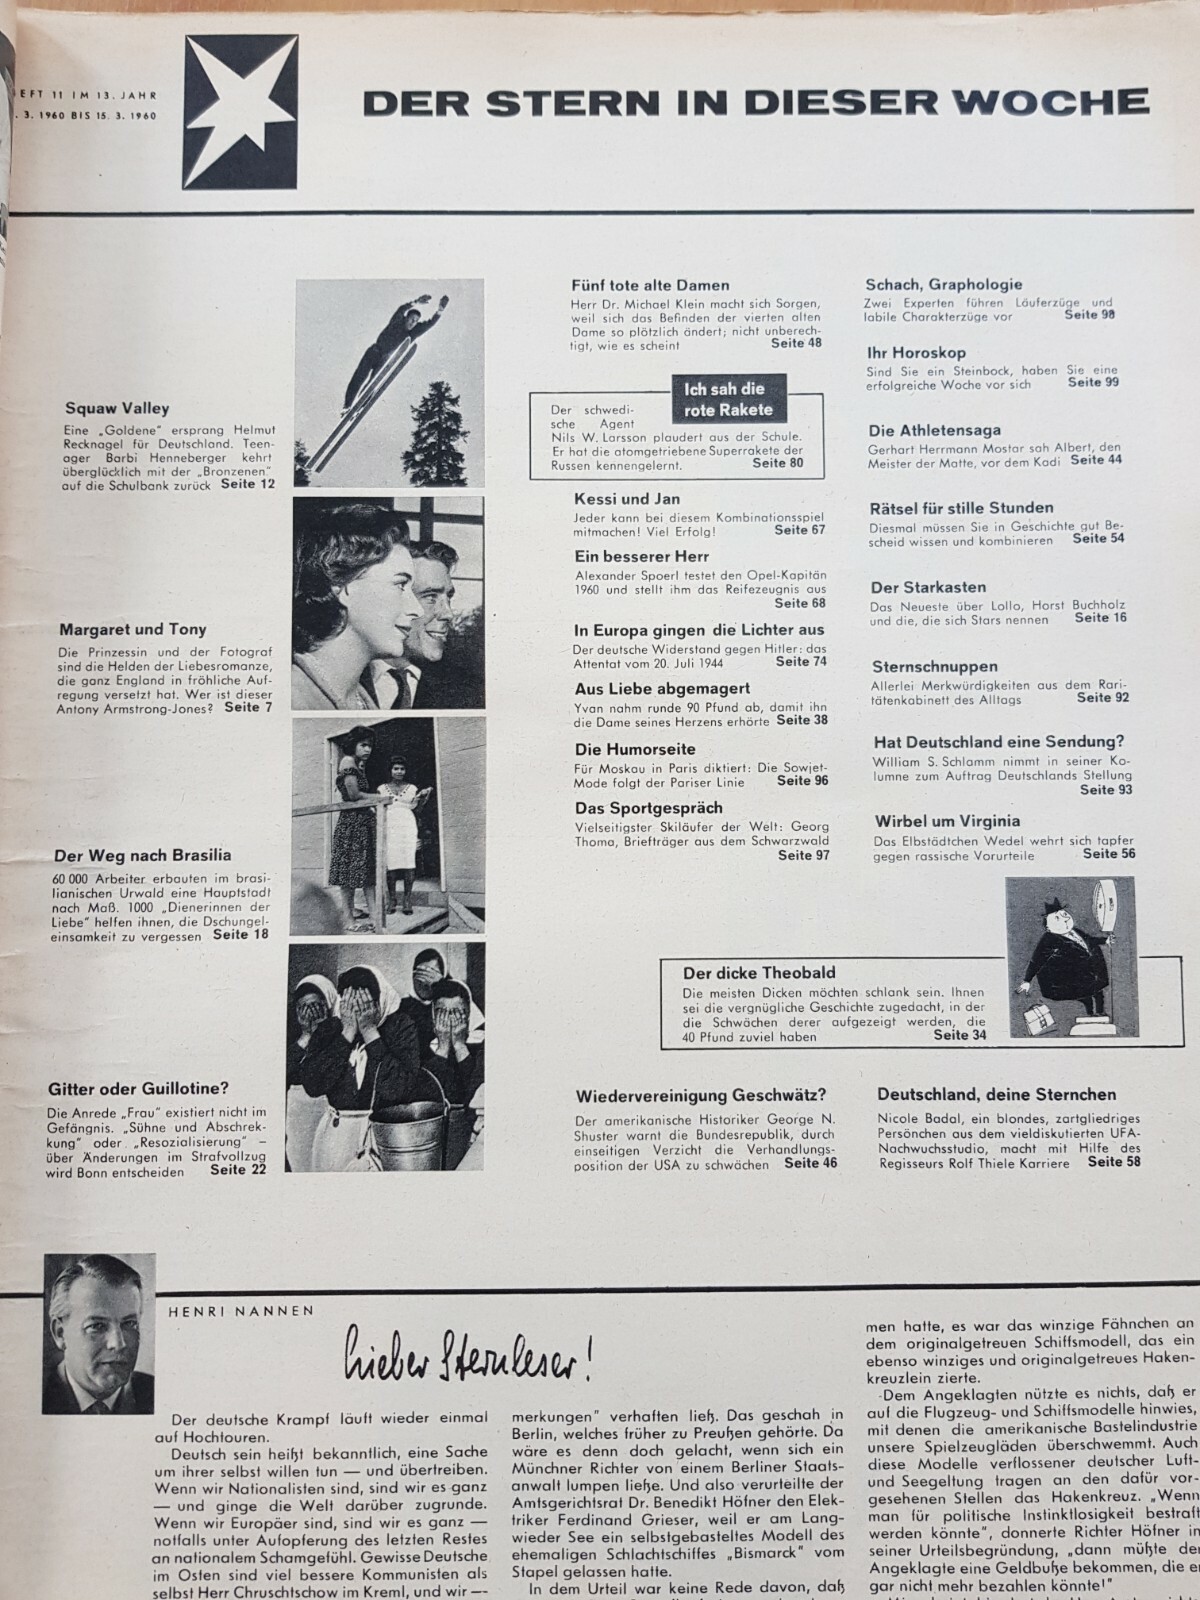 HEFT 11 IM 13. JAHR
. 3. 1960 BIS 15. 3. 1960
DER STERN IN DIESER WOCHE
Squaw Valley
Eine „Goldene" ersprang Helmut
Recknagel für Deutschland. Teen-
ager Barbi Henneberger kehrt
überglücklich mit der „Bronzenen"
auf die Schulbank zurück Seite 12
Margaret und Tony
Die Prinzessin und der Fotograf
sind die Helden der Liebesromanze,
die ganz England in fröhliche Auf-
regung versetzt hat. Wer ist dieser
Antony Armstrong-Jones? Seite 7
Der Weg nach Brasilia
60 000 Arbeiter erbauten im brasi-
lianischen Urwald eine Hauptstadt
nach Maß. 1000 „Dienerinnen der
Liebe" helfen ihnen, die Dschungel-
einsamkeit zu vergessen Seite 18
Gitter oder Guillotine?
Die Anrede „Frau" existiert nicht im
Gefängnis. „Sühne und Abschrek-
kung" oder „Resozialisierung" –
über Änderungen im Strafvollzug
wird Bonn entscheiden Seite 22
Fünf tote alte Damen
Herr Dr. Michael Klein macht sich Sorgen,
weil sich das Befinden der vierten alten
Dame so plötzlich ändert; nicht unberech-
tigt, wie es scheint Seite 48
Ich sah die
rote Rakete
Der schwedi-
sche Agent
Nils W. Larsson plaudert aus der Schule.
Er hat die atomgetriebene Superrakete der
Russen kennengelernt. Seite 80
Kessi und Jan
Jeder kann bei diesem Kombinationsspiel
mitmachen! Viel Erfolg! Seite 67
Ein besserer Herr
Alexander Spoerl testet den Opel-Kapitän
1960 und stellt ihm das Reifezeugnis aus
Seite 68
In Europa gingen die Lichter aus
Der deutsche Widerstand gegen Hitler: das
Attentat vom 20. Juli 1944 Seite 74
Aus Liebe abgemagert
Yvan nahm runde 90 Pfund ab, damit ihn
die Dame seines Herzens erhörte Seite 38
Die Humorseite
Für Moskau in Paris diktiert: Die Sowjet-
Mode folgt der Pariser Linie Seite 96
Das Sportgespräch
Vielseitigster Skiläufer der Welt: Georg
Thoma, Briefträger aus dem Schwarzwald
Seite 97
Schach, Graphologie
Zwei Experten führen Läuferzüge und
labile Charakterzüge vor Seite 98
Ihr Horoskop
Sind Sie ein Steinbock, haben Sie eine
erfolgreiche Woche vor sich Seite 99
Die Athletensaga
Gerhart Herrmann Mostar sah Albert, den
Meister der Matte, vor dem Kadi Seite 44
Rätsel für stille Stunden
Diesmal müssen Sie in Geschichte gut Be-
scheid wissen und kombinieren Seite 54
Der Starkasten
Das Neueste über Lollo, Horst Buchholz
und die, die sich Stars nennen Seite 16
Sternschnuppen
Allerlei Merkwürdigkeiten aus dem Rari-
tätenkabinett des Alltags Seite 92
Hat Deutschland eine Sendung?
William S. Schlamm nimmt in seiner Ko-
lumne zum Auftrag Deutschlands Stellung
Seite 93
Wirbel um Virginia
Das Elbstädtchen Wedel wehrt sich tapfer
gegen rassische Vorurteile Seite 56
Der dicke Theobald
Die meisten Dicken möchten schlank sein. Ihnen
sei die vergnügliche Geschichte zugedacht, in der
die Schwächen derer aufgezeigt werden, die
40 Pfund zuviel haben Seite 34
Wiedervereinigung Geschwätz?
Der amerikanische Historiker George N.
Shuster warnt die Bundesrepublik, durch
einseitigen Verzicht die Verhandlungs-
position der USA zu schwächen Seite 46
Deutschland, deine Sternchen
Nicole Badal, ein blondes, zartgliedriges
Persönchen aus dem vieldiskutierten UFA-
Nachwuchsstudio, macht mit Hilfe des
Regisseurs Rolf Thiele Karriere Seite 58
HENRI NANNEN
Lieber Sternleser!
Der deutsche Krampf läuft wieder einmal
auf Hochtouren.
Deutsch sein heißt bekanntlich, eine Sache
um ihrer selbst willen tun — und übertreiben.
Wenn wir Nationalisten sind, sind wir es ganz
— und ginge die Welt darüber zugrunde.
Wenn wir Europäer sind, sind wir es ganz —
notfalls unter Aufopferung des letzten Restes
an nationalem Schamgefühl. Gewisse Deutsche
im Osten sind viel bessere Kommunisten als
selbst Herr Chruschtschow im Kreml, und wir —
merkungen" verhaften ließ. Das geschah in
Berlin, welches früher zu Preußen gehörte. Da
wäre es denn doch gelacht, wenn sich ein
Münchner Richter von einem Berliner Staats-
anwalt lumpen ließe. Und also verurteilte der
Amtsgerichtsrat Dr. Benedikt Höfner den Elek-
triker Ferdinand Grieser, weil er am Lang-
wieder See ein selbstgebasteltes Modell des
ehemaligen Schlachtschiffes „Bismarck" vom
Stapel gelassen hatte.
In dem Urteil war keine Rede davon, daß
men hatte, es war das winzige Fähnchen an
dem originalgetreuen Schiffsmodell, das ein
ebenso winziges und originalgetreues Haken-
kreuzlein zierte.
Dem Angeklagten nützte es nichts, daß er
auf die Flugzeug- und Schiffsmodelle hinwies,
mit denen die amerikanische Bastelindustrie
unsere Spielzeugläden überschwemmt. Auch
diese Modelle verflossener deutscher Luft-
und Seegeltung tragen an den dafür vor-
gesehenen Stellen das Hakenkreuz. „Wenn
man für politische Instinktlosigkeit bestraft
werden könnte", donnerte Richter Höfner in
seiner Urteilsbegründung, „dann müßte der
Angeklagte eine Geldbuße bekommen, die er
gar nicht mehr bezahlen könnte!"